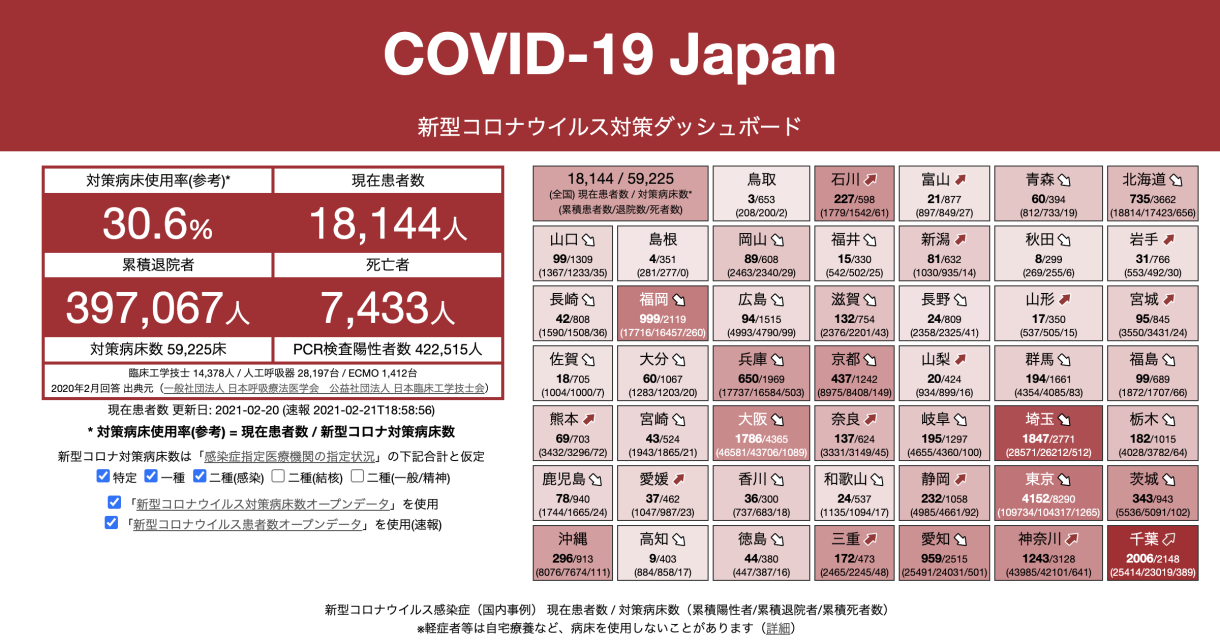 COVID-19 Japan
新型コロナウイルス対策ダッシュボード
対策病床使用率(参考)*
現在患者数
30.6%
18,144人
累積退院者
死亡者
397,067人
7,433人
対策病床数 59,225床
PCR検査陽性者数 422,515人
臨床工学技士 14,378人 / 人工呼吸器 28,197台 / ECMO 1,412台
2020年2月回答 出典元（一般社団法人 日本呼吸療法医学会　公益社団法人 日本臨床工学技士会）
現在患者数 更新日: 2021-02-20 (速報 2021-02-21T18:58:56)
* 対策病床使用率(参考) = 現在患者数 / 新型コロナ対策病床数
新型コロナ対策病床数は「感染症指定医療機関の指定状況」の下記合計と仮定
特定 一種 二種(感染) 二種(結核) 二種(一般/精神)
「新型コロナウイルス対策病床数オープンデータ」を使用
「新型コロナウイルス患者数オープンデータ」を使用(速報)
18,144 / 59,225
(全国) 現在患者数 / 対策病床数*
(累積患者数/退院数/死者数)
鳥取
3/653
(208/200/2)
石川
227/598
(1779/1542/61)
富山
21/877
(897/849/27)
青森
60/394
(812/733/19)
北海道
735/3662
(18814/17423/656)
山口
99/1309
(1367/1233/35)
島根
4/351
(281/277/0)
岡山
89/608
(2463/2340/29)
福井
15/330
(542/502/25)
新潟
81/632
(1030/935/14)
秋田
8/299
(269/255/6)
岩手
31/766
(553/492/30)
長崎
42/808
(1590/1508/36)
福岡
999/2119
(17716/16457/260)
広島
94/1515
(4993/4790/99)
滋賀
132/754
(2376/2201/43)
長野
24/809
(2358/2325/41)
山形
17/350
(537/505/15)
宮城
95/845
(3550/3431/24)
佐賀
18/705
(1004/1000/7)
大分
60/1067
(1283/1203/20)
兵庫
650/1969
(17737/16584/503)
京都
437/1242
(8975/8408/149)
山梨
20/424
(934/899/16)
群馬
194/1661
(4354/4085/83)
福島
99/689
(1872/1707/66)
熊本
69/703
(3432/3296/72)
宮崎
43/524
(1943/1865/21)
大阪
1786/4365
(46581/43706/1089)
奈良
137/624
(3331/3149/45)
岐阜
195/1297
(4655/4360/100)
埼玉
1847/2771
(28571/26212/512)
栃木
182/1015
(4028/3782/64)
鹿児島
78/940
(1744/1665/24)
愛媛
37/462
(1047/987/23)
香川
36/300
(737/683/18)
和歌山
24/537
(1135/1094/17)
静岡
232/1058
(4985/4661/92)
東京
4152/8290
(109734/104317/1265)
茨城
343/943
(5536/5091/102)
沖縄
296/913
(8076/7674/111)
高知
9/403
(884/858/17)
徳島
44/380
(447/387/16)
三重
172/473
(2465/2245/48)
愛知
959/2515
(25491/24031/501)
神奈川
1243/3128
(43985/42101/641)
千葉
2006/2148
(25414/23019/389)
新型コロナウイルス感染症（国内事例） 現在患者数 / 対策病床数（累積陽性者/累積退院者/累積死者数）
※軽症者等は自宅療養など、病床を使用しないことがあります（詳細）